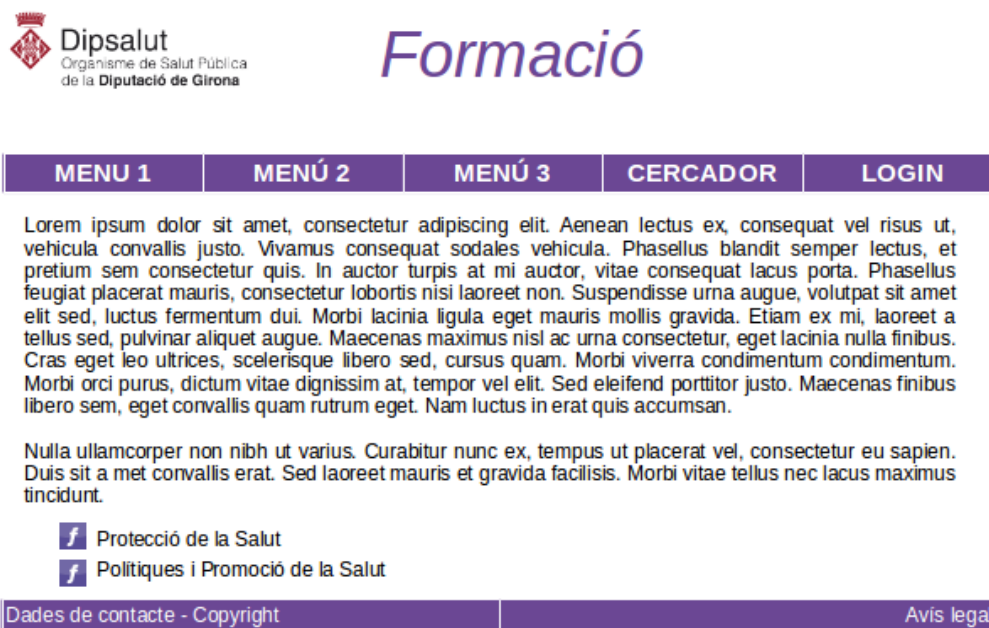 Dipsalut
Organisme de Salut Pública
de la Diputació de Girona
Formació
MENU 1
MENÚ 2
MENÚ 3
CERCADOR
LOGIN
Lorem ipsum dolor sit amet, consectetur adipiscing elit. Aenean lectus ex, consequat vel risus ut,
vehicula convallis justo. Vivamus consequat sodales vehicula. Phasellus blandit semper lectus, et
pretium sem consectetur quis. In auctor turpis at mi auctor, vitae consequat lacus porta. Phasellus
feugiat placerat mauris, consectetur lobortis nisi laoreet non. Suspendisse urna augue, volutpat sit amet
elit sed, luctus fermentum dui. Morbi lacinia ligula eget mauris mollis gravida. Etiam ex mi, laoreet a
tellus sed, pulvinar aliquet augue. Maecenas maximus nisl ac urna consectetur, eget lacinia nulla finibus.
Cras eget leo ultrices, scelerisque libero sed, cursus quam. Morbi viverra condimentum condimentum.
Morbi orci purus, dictum vitae dignissim at, tempor vel elit. Sed eleifend porttitor justo. Maecenas finibus
libero sem, eget convallis quam rutrum eget. Nam luctus in erat quis accumsan.
Nulla ullamcorper non nibh ut varius. Curabitur nunc ex, tempus ut placerat vel, consectetur eu sapien.
Duis sit a met convallis erat. Sed laoreet mauris et gravida facilisis. Morbi vitae tellus nec lacus maximus
tincidunt.
f Protecció de la Salut
f Polítiques i Promoció de la Salut
Dades de contacte - Copyright
Avís lega